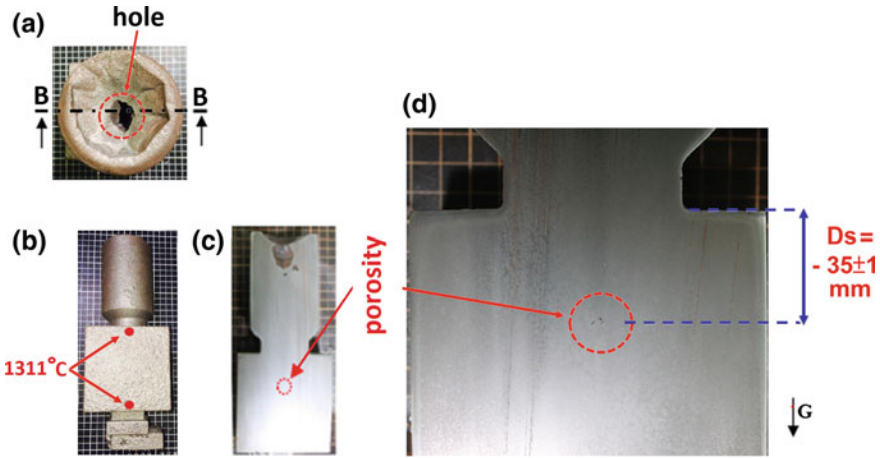 (a)
hole
B
B
(b)
(c)
1311°C
porosity
(d)
Ds =
- 35±1
mm
G